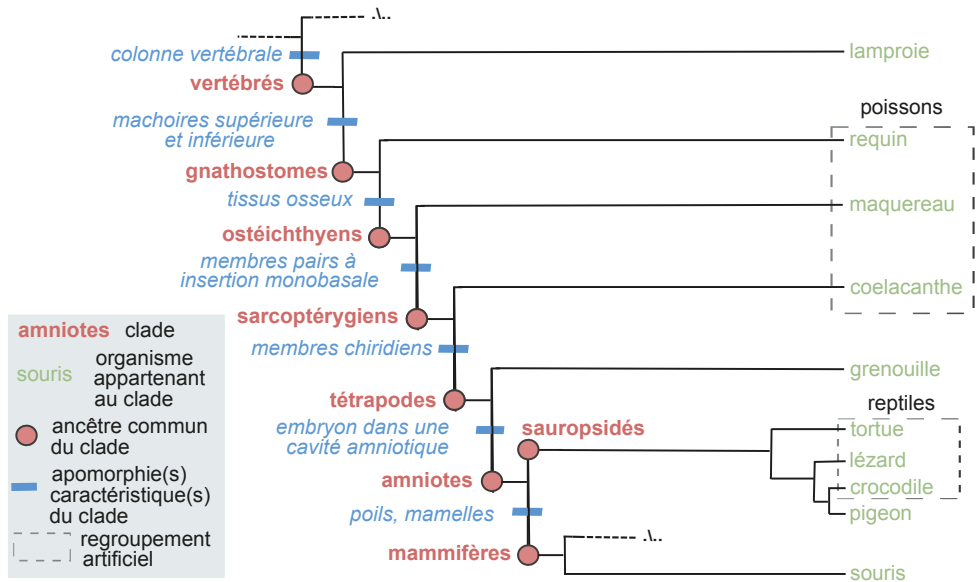 .\..
colonne vertébrale
vertébrés
lamproie
machoires supérieure
et inférieure
poissons
requin
gnathostomes
tissus osseux
maquereau
ostéichthyens
membres pairs à
insertion monobasale
coelacanthe
sarcoptérygiens
membres chiridiens
grenouille
tétrapodes
embryon dans une
cavité amniotique
sauropsidés
reptiles
tortue
lézard
crocodile
pigeon
amniotes
poils, mamelles
mammifères
.\..
souris
amniotes clade
souris
organisme
appartenant
au clade
ancêtre commun
du clade
apomorphie(s)
caractéristique(s)
du clade
regroupement
artificiel